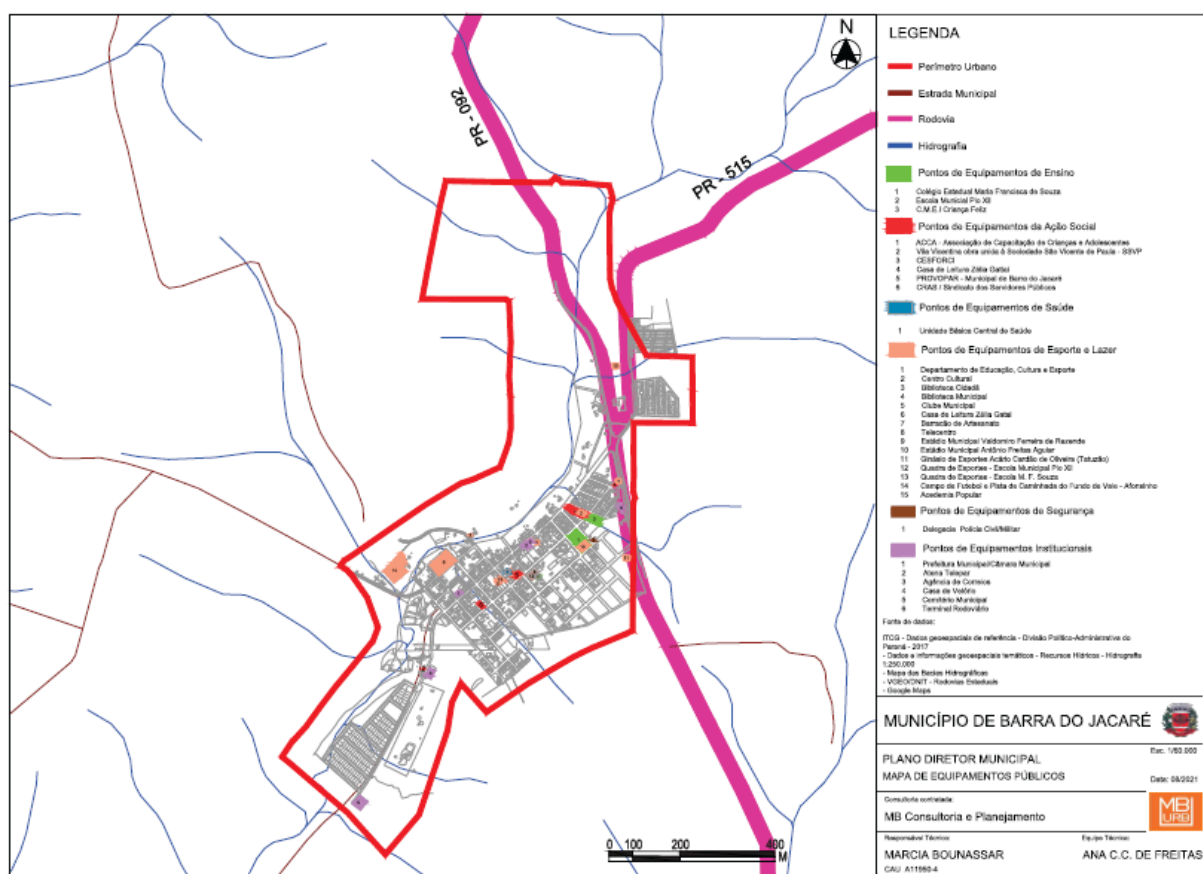 N
PR - 092
PR - 515
0 100 200 400
M
LEGENDA
Perímetro Urbano
Estrada Municipal
Rodovia
Hidrografia
Pontos de Equipamentos de Ensino
1 Colégio Estadual Maria Francisca de Souza
2 Escola Municipal Pio XII
3 C.M.E.I Criança Feliz
Pontos de Equipamentos da Ação Social
1 ACCA - Associação de Capacitação de Crianças e Adolescentes
2 Vila Vicentina obra unida à Sociedade São Vicente de Paula - SSVP
3 CESFORCI
4 Casa de Leitura Zélia Gattai
5 PROVOPAR - Municipal de Barra do Jacaré
6 CRAS / Sindicato dos Servidores Públicos
Pontos de Equipamentos de Saúde
1 Unidade Básica Central de Saúde
Pontos de Equipamentos de Esporte e Lazer
1 Departamento de Educação, Cultura e Esporte
2 Centro Cultural
3 Biblioteca Cidadã
4 Biblioteca Municipal
5 Clube Municipal
6 Casa de Leitura Zélia Gatai
7 Barracão de Artesanato
8 Telecentro
9 Estádio Municipal Valdomiro Ferreira de Rezende
10 Estádio Municipal Antônio Freitas Aguiar
11 Ginásio de Esportes Acário Cardão de Oliveira (Tatuzão)
12 Quadra de Esportes - Escola Municipal Pio XII
13 Quadra de Esportes - Escola M. F. Souza
14 Campo de Futebol e Pista de Caminhada do Fundo de Vale - Afonsinho
15 Academia Popular
Pontos de Equipamentos de Segurança
1 Delegacia Polícia Civil/Militar
Pontos de Equipamentos Institucionais
1 Prefeitura Municipal/Câmara Municipal
2 Atena Telepar
3 Agência de Correios
4 Casa de Velório
5 Cemitério Municipal
6 Terminal Rodoviário
Fonte de dados:
ITCG - Dados geoespaciais de referência - Divisão Político-Administrativa do
Paraná - 2017
- Dados e informações geoespaciais temáticos - Recursos Hídricos - Hidrografia
1:250.000
- Mapa das Bacias Hidrográficas
- VGEO/DNIT - Rodovias Estaduais
- Google Maps
MUNICÍPIO DE BARRA DO JACARÉ
PLANO DIRETOR MUNICIPAL
Esc. 1/60.000
MAPA DE EQUIPAMENTOS PÚBLICOS
Data: 08/2021
Consultoria contratada:
MB Consultoria e Planejamento
MB
URB
Responsável Técnico:
Equipe Técnica:
MARCIA BOUNASSAR
ANA C.C. DE FREITAS
CAU A11950-4